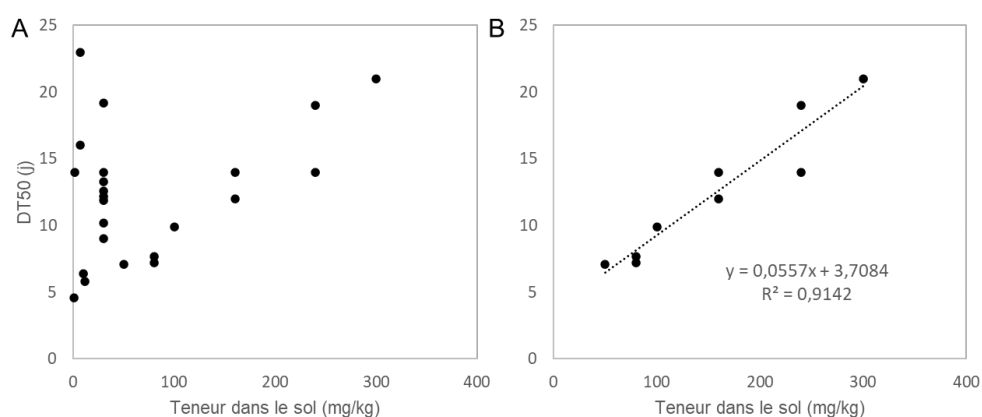 A
25
20
15
10
5
0
DT50 (j)
0 100 200 300 400
Teneur dans le sol (mg/kg)
B
25
20
15
10
5
0
y = 0,0557x + 3,7084
R² = 0,9142
0 100 200 300 400
Teneur dans le sol (mg/kg)